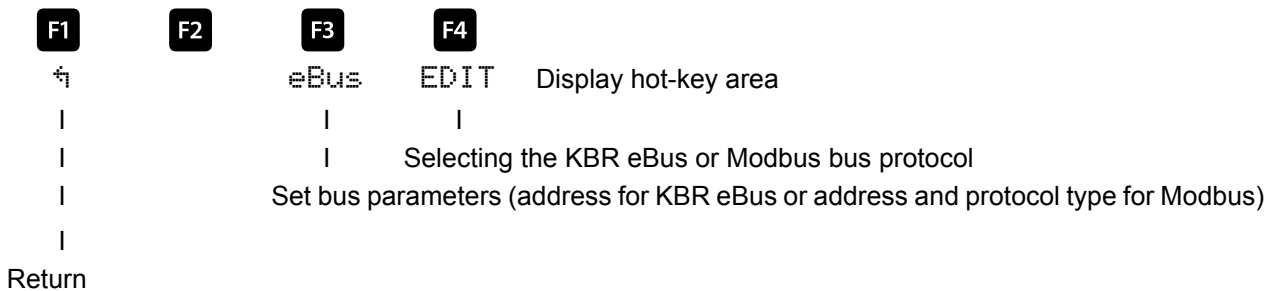 F1 F2 F3 F4
↰ eBus EDIT Display hot-key area
I I I
I I Selecting the KBR eBus or Modbus bus protocol
I Set bus parameters (address for KBR eBus or address and protocol type for Modbus)
I
Return